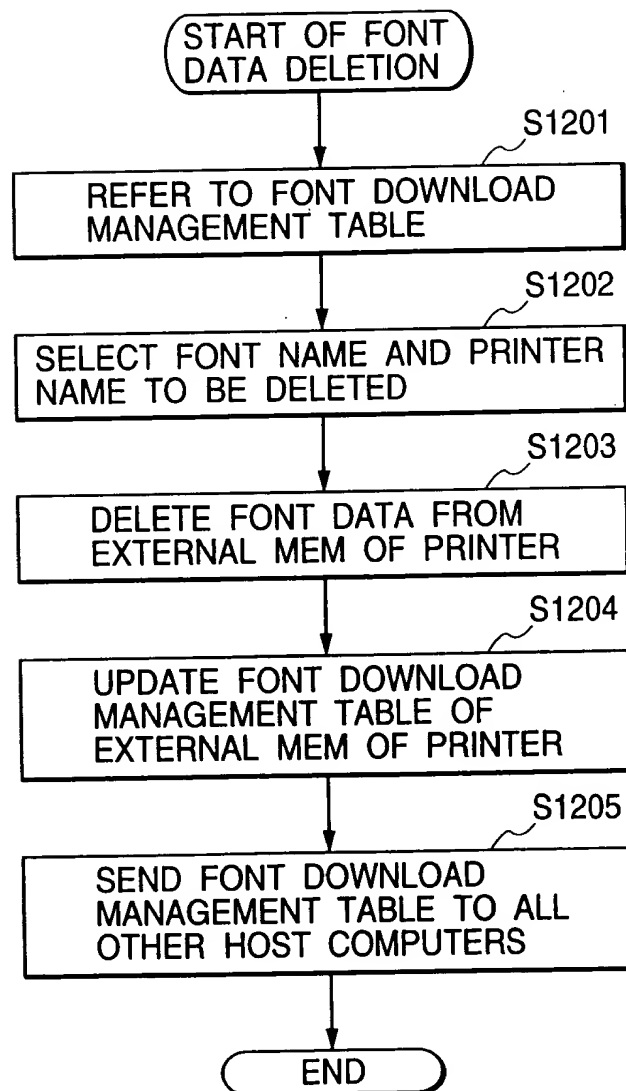 START OF FONT
DATA DELETION
S1201
REFER TO FONT DOWNLOAD
MANAGEMENT TABLE
S1202
SELECT FONT NAME AND PRINTER
NAME TO BE DELETED
S1203
DELETE FONT DATA FROM
EXTERNAL MEM OF PRINTER
S1204
UPDATE FONT DOWNLOAD
MANAGEMENT TABLE OF
EXTERNAL MEM OF PRINTER
S1205
SEND FONT DOWNLOAD
MANAGEMENT TABLE TO ALL
OTHER HOST COMPUTERS
END